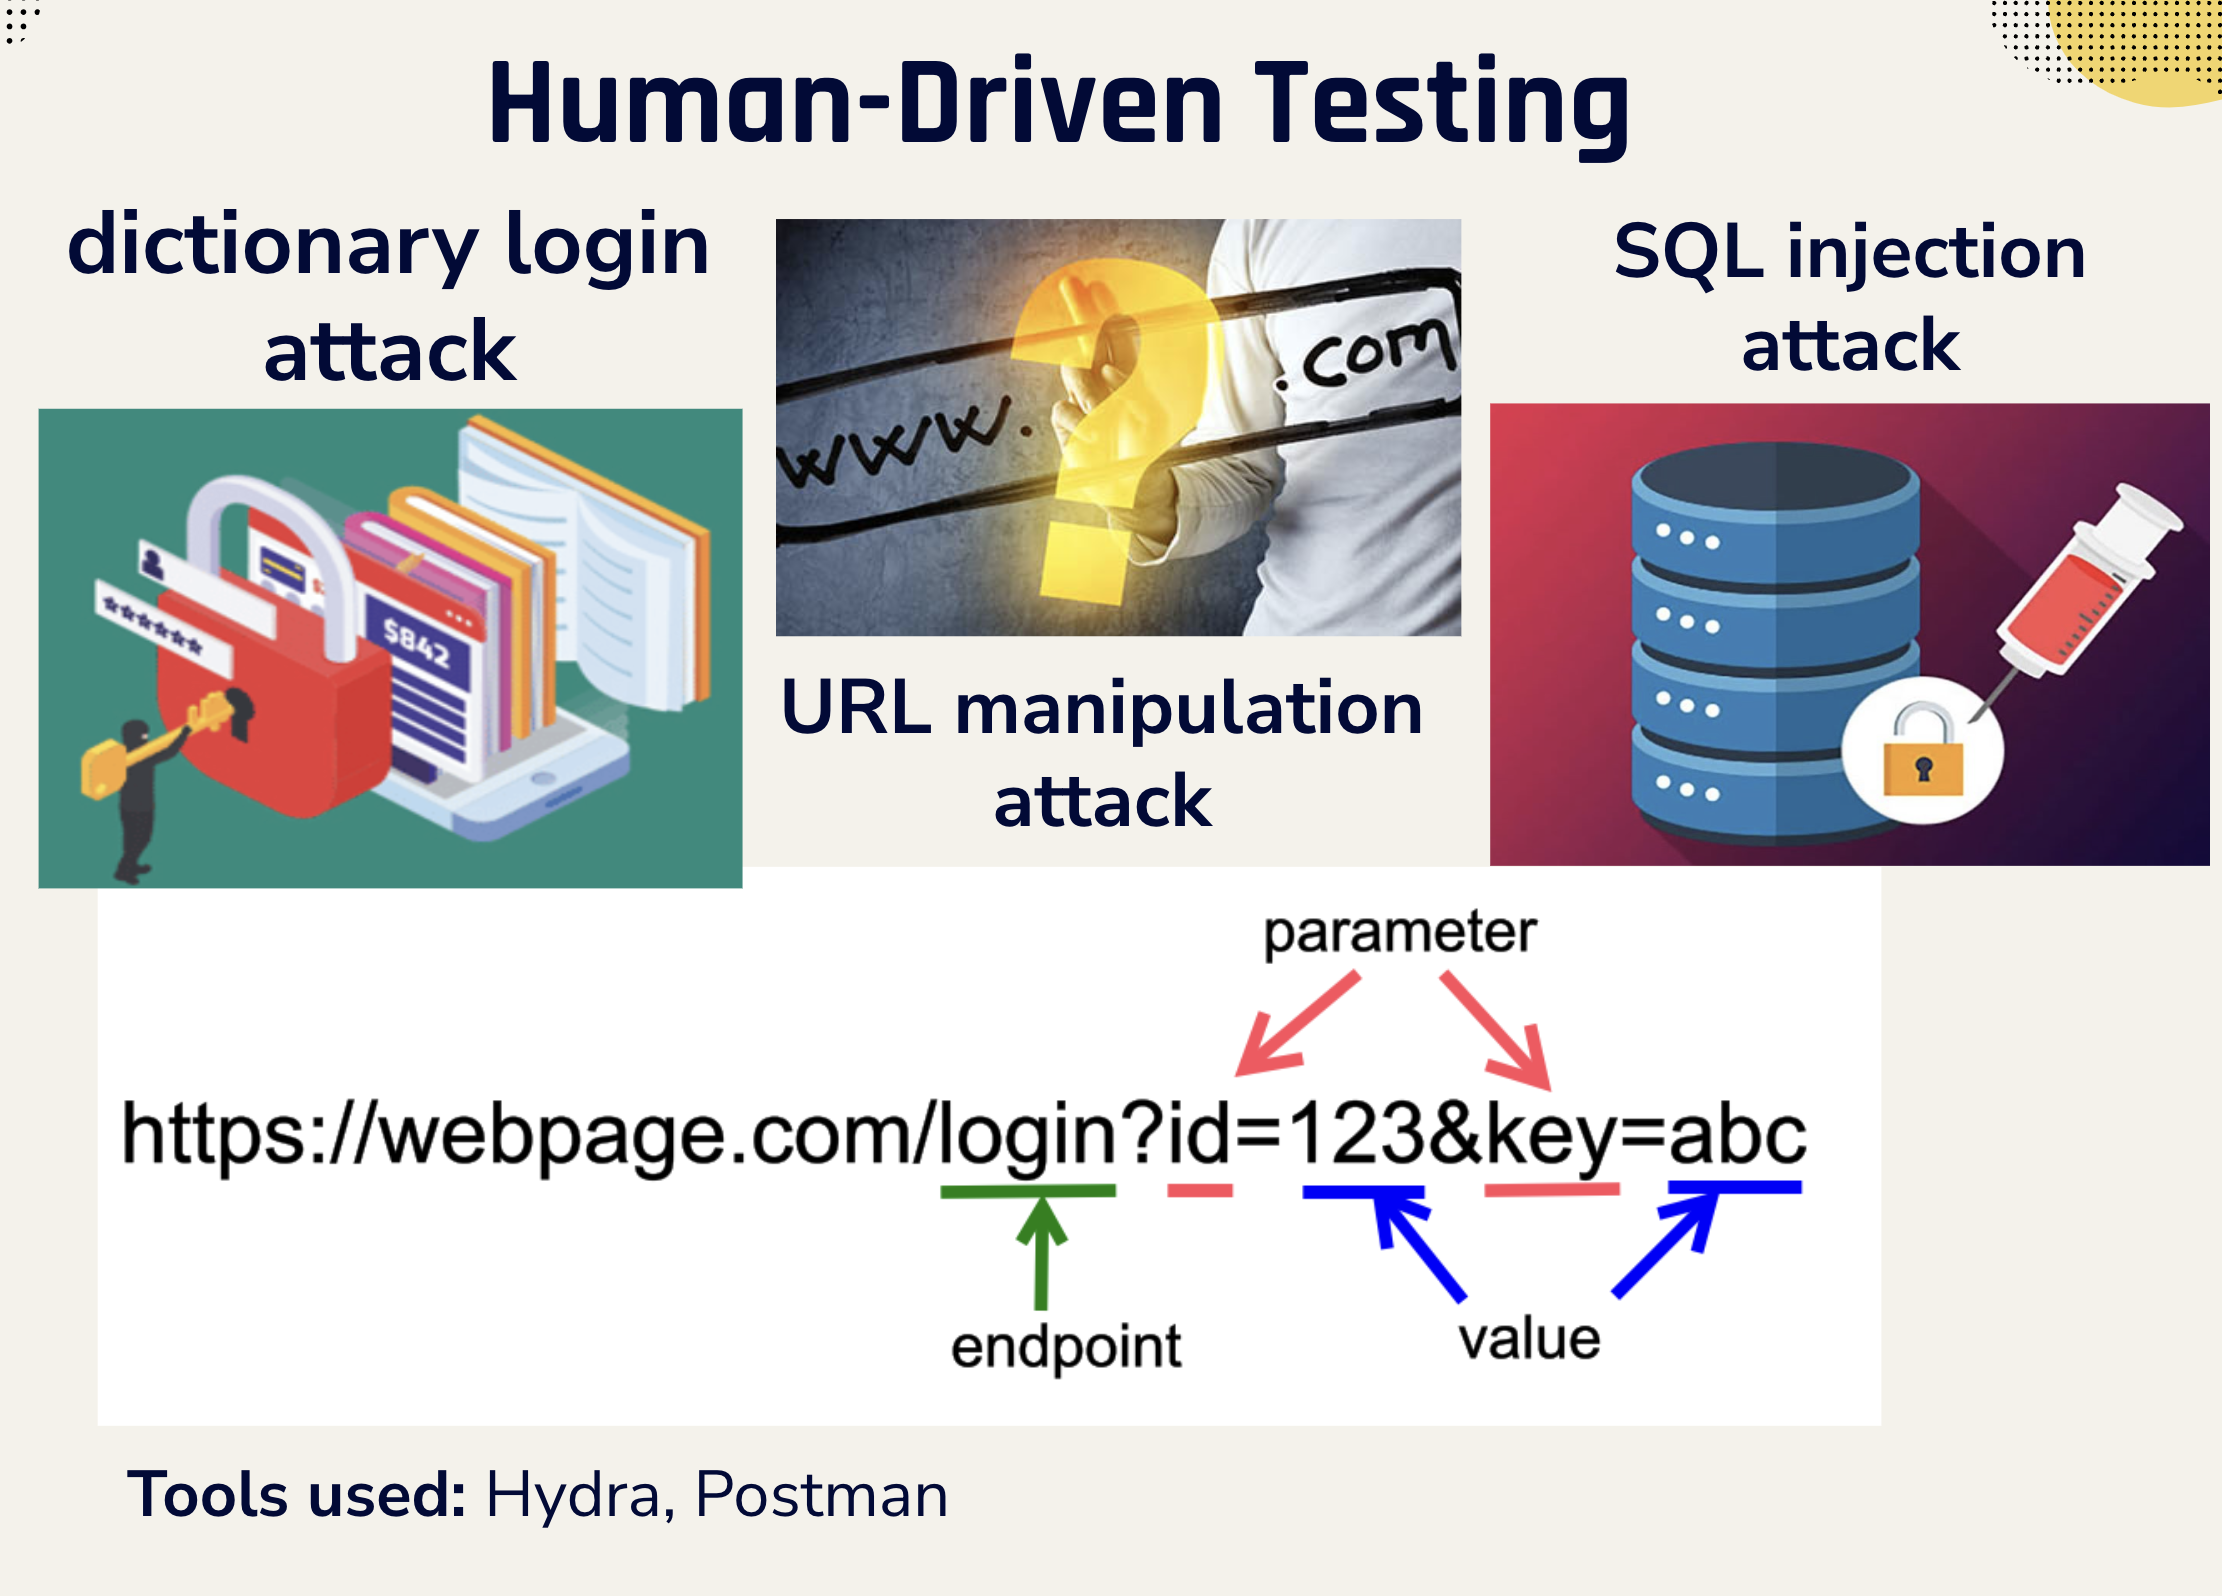 Human-Driven Testing
dictionary login
attack
******
$842
www.
.com
URL manipulation
attack
SQL injection
attack
parameter
https://webpage.com/login?id=123&key=abc
endpoint
value
Tools used: Hydra, Postman